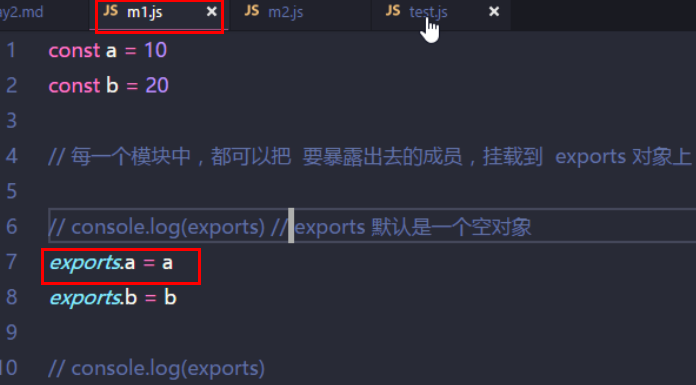 ay2.md JS m1.js × JS m2.js JS test.js ×
1 const a = 10
2 const b = 20
3
4 // 每一个模块中，都可以把 要暴露出去的成员，挂载到 exports 对象上
5
6 // console.log(exports) // exports 默认是一个空对象
7 exports.a = a
8 exports.b = b
9
10 // console.log(exports)